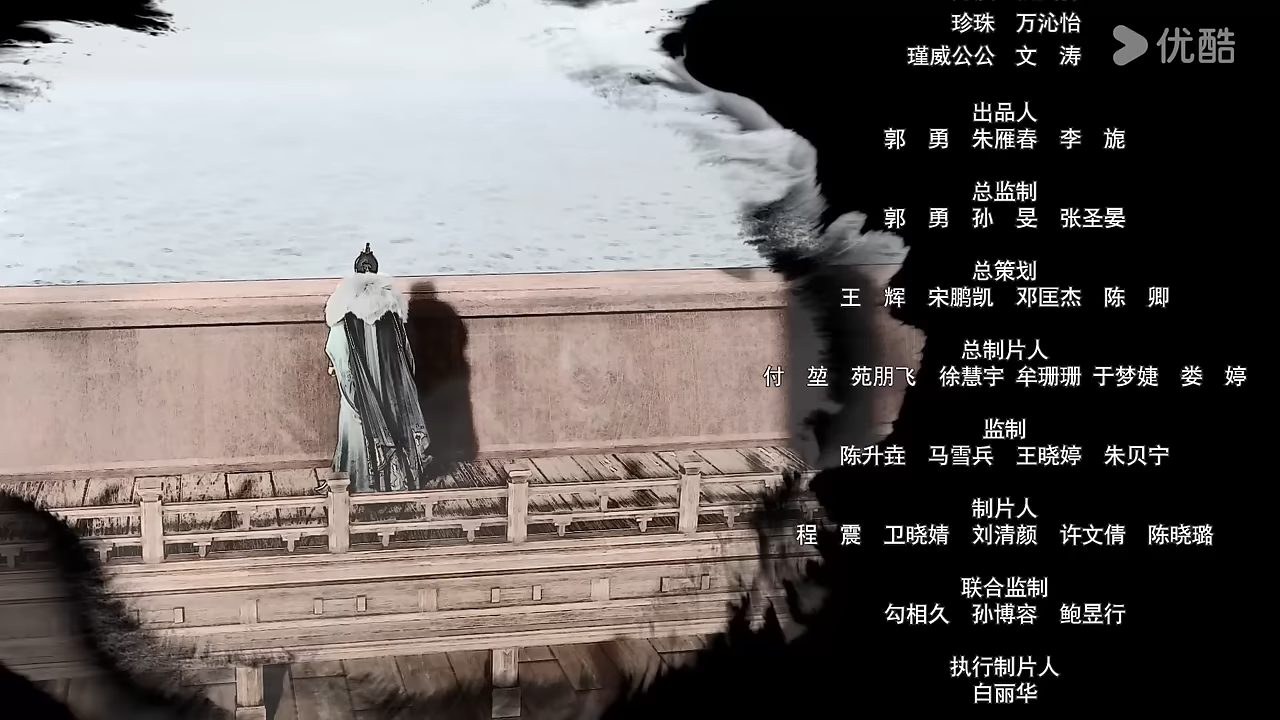 珍珠 万沁怡
瑾威公公 文 涛
优酷
出品人
郭 勇 朱雁春 李 旎
总监制
郭 勇 孙 旻 张圣晏
总策划
王 辉 宋鹏凯 邓匡杰 陈 卿
总制片人
付 堃 苑朋飞 徐慧宇 牟珊珊 于梦婕 娄 婷
监制
陈升垚 马雪兵 王晓婷 朱贝宁
制片人
程 震 卫晓婧 刘清颜 许文倩 陈晓璐
联合监制
勾相久 孙博容 鲍昱行
执行制片人
白丽华